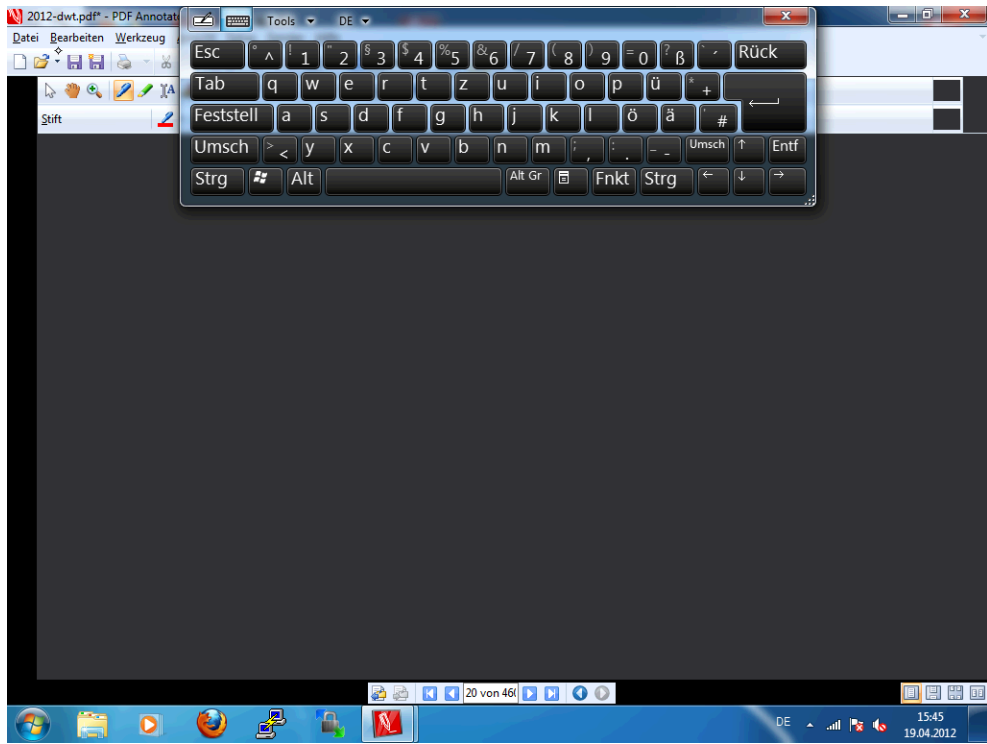 2012-dwt.pdf* - PDF Annotat
Tools DE
Datei Bearbeiten Werkzeug
Esc ° ^ ! 1 " 2 § 3 $ 4 % 5 & 6 / 7 ( 8 ) 9 = 0 ? ß ` ´ Rück
Tab q w e r t z u i o p ü * +
Feststell a s d f g h j k l ö ä ' #
Stift
Umsch > < y x c v b n m ; , : . _ - Umsch ↑ Entf
Strg Alt Alt Gr Fnkt Strg ← ↓ →
20 von 46
DE
15:45
19.04.2012